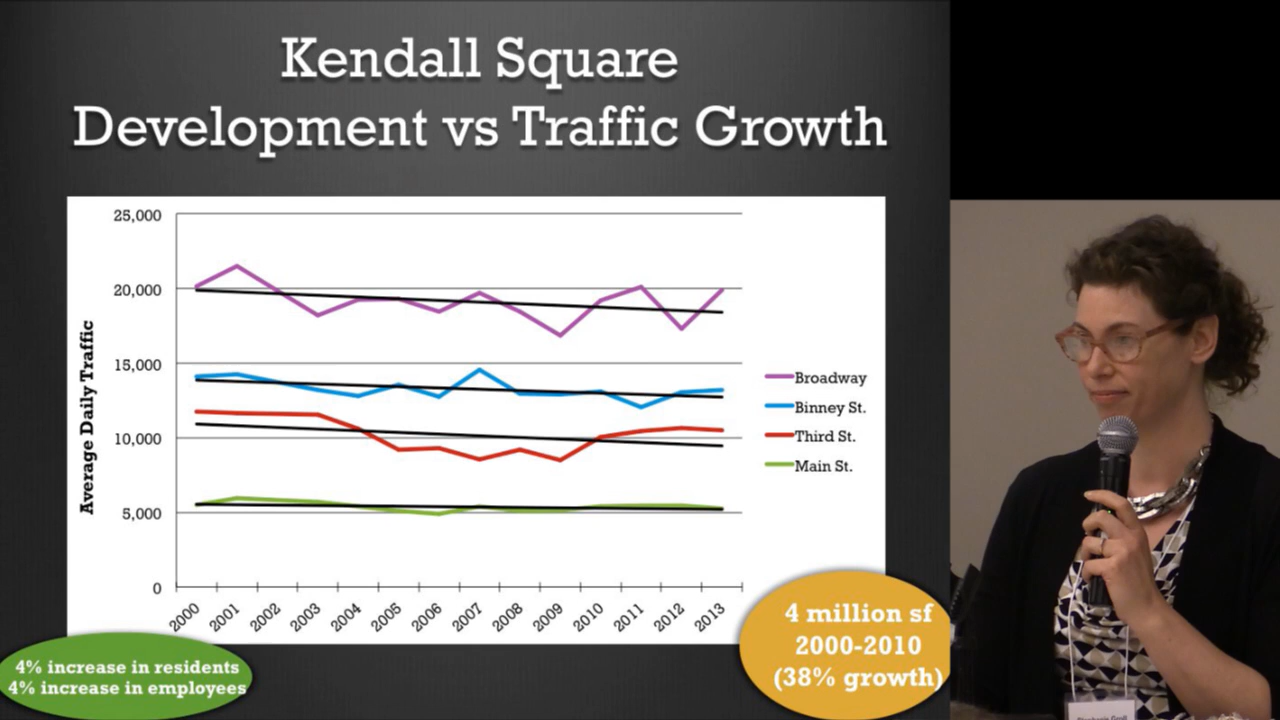 Kendall Square
Development vs Traffic Growth
25,000
20,000
15,000
10,000
5,000
0
Average Daily Traffic
2000 2001 2002 2003 2004 2005 2006 2007 2008 2009 2010 2011 2012 2013
Broadway
Binney St.
Third St.
Main St.
4 million sf
2000-2010
(38% growth)
4% increase in residents
4% increase in employees